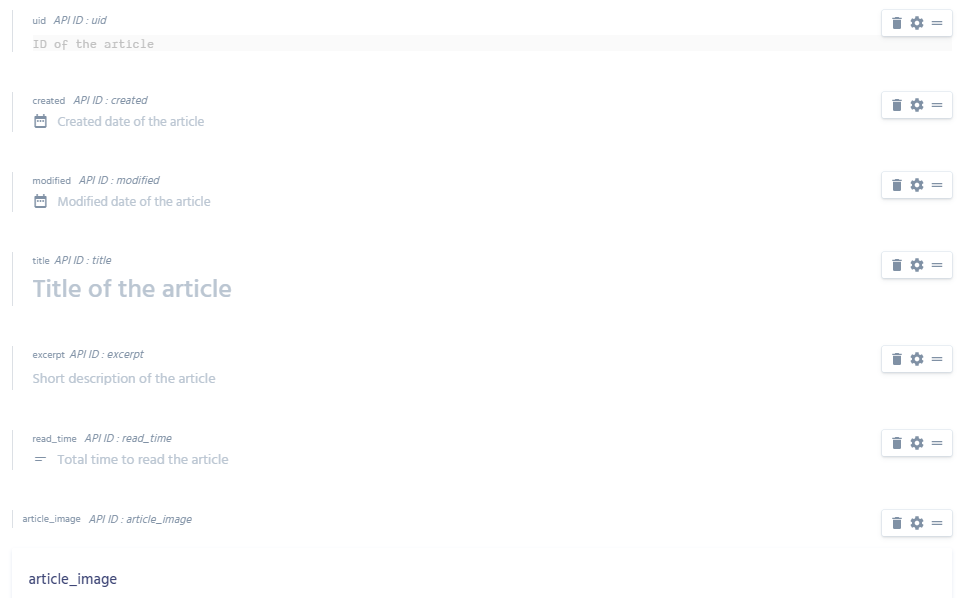 uid API ID : uid
ID of the article
created API ID : created
Created date of the article
modified API ID : modified
Modified date of the article
title API ID : title
Title of the article
excerpt API ID : excerpt
Short description of the article
read_time API ID : read_time
Total time to read the article
article_image API ID : article_image
article_image